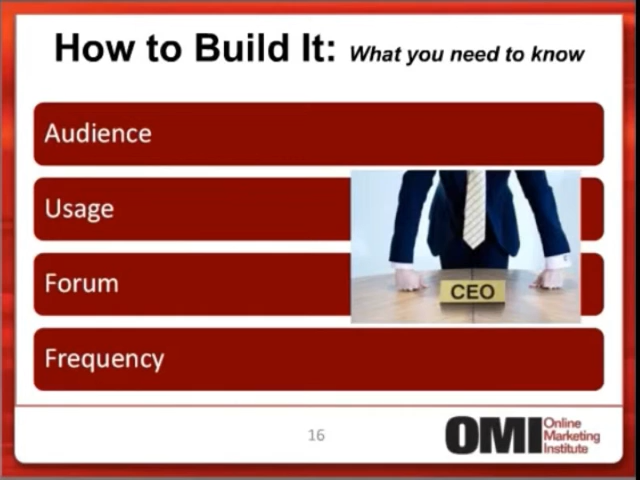 How to Build It: What you need to know
Audience
Usage
Forum
CEO
Frequency
16
OMI Online
Marketing
Institute